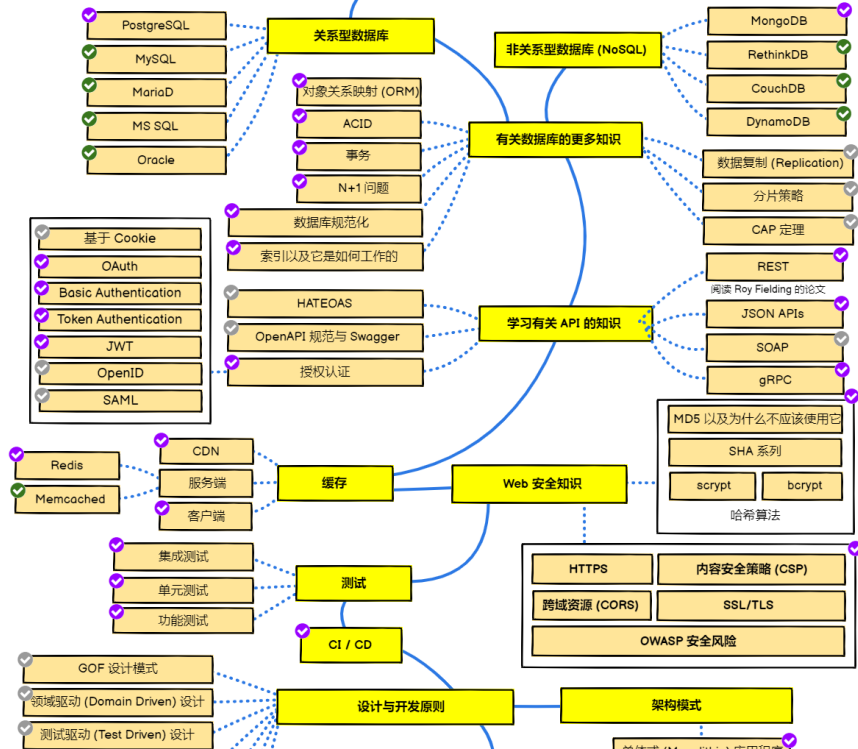 PostgreSQL
MySQL
MariaD
MS SQL
Oracle
关系型数据库
非关系型数据库 (NoSQL)
MongoDB
RethinkDB
CouchDB
DynamoDB
对象关系映射 (ORM)
ACID
事务
N+1 问题
数据库规范化
索引以及它是如何工作的
有关数据库的更多知识
数据复制 (Replication)
分片策略
CAP 定理
基于 Cookie
OAuth
Basic Authentication
Token Authentication
JWT
OpenID
SAML
HATEOAS
OpenAPI 规范与 Swagger
授权认证
学习有关 API 的知识
REST
阅读 Roy Fielding 的论文
JSON APIs
SOAP
gRPC
MD5 以及为什么不应该使用它
SHA 系列
scrypt
bcrypt
哈希算法
Redis
Memcached
CDN
服务端
客户端
缓存
Web 安全知识
集成测试
单元测试
功能测试
测试
CI / CD
HTTPS
内容安全策略 (CSP)
跨域资源 (CORS)
SSL/TLS
OWASP 安全风险
GOF 设计模式
领域驱动 (Domain Driven) 设计
测试驱动 (Test Driven) 设计
设计与开发原则
架构模式